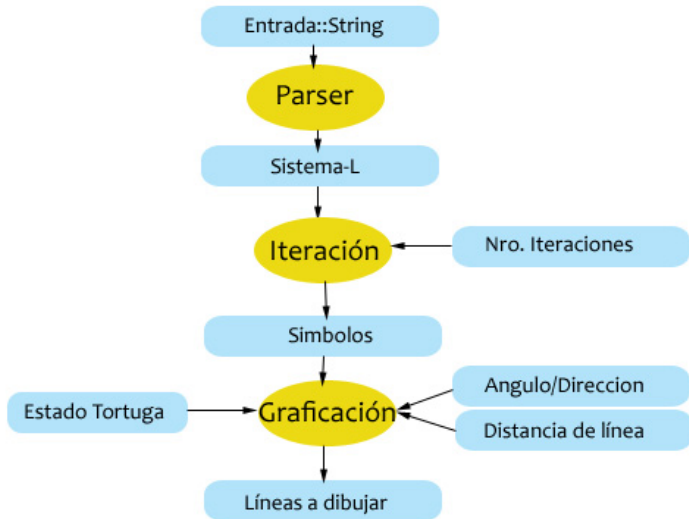 Entrada::String
Parser
Sistema-L
Iteración
Nro. Iteraciones
Simbolos
Angulo/Direccion
Estado Tortuga
Graficación
Distancia de línea
Líneas a dibujar